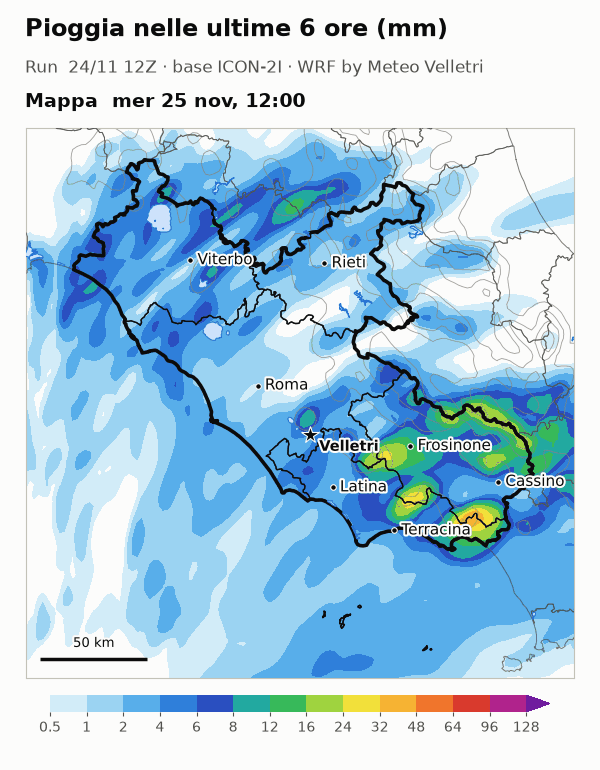 Pioggia nelle ultime 6 ore (mm)
Run  24/11 12Z · base ICON-2I · WRF by Meteo Velletri
Mappa  mer 25 nov, 12:00
Viterbo
Rieti
Roma
Velletri
Frosinone
Cassino
Latina
Terracina
50 km
0.5 1 2 4 6 8 12 16 24 32 48 64 96 128